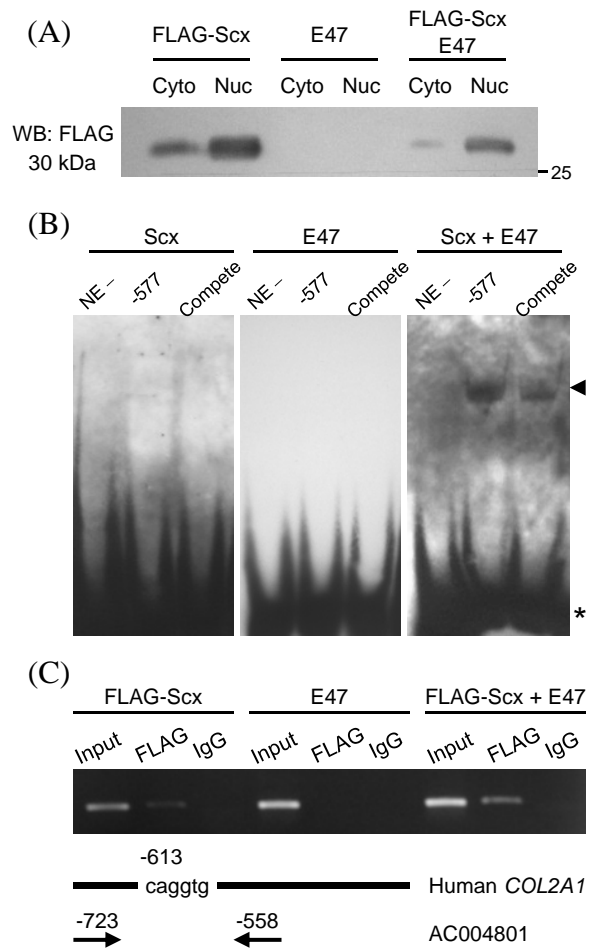 (A)
FLAG-Scx E47 FLAG-Scx E47
Cyto Nuc Cyto Nuc Cyto Nuc
WB: FLAG
30 kDa
25
(B)
Scx E47 Scx + E47
NE – -577 Compete NE – -577 Compete NE – -577 Compete
*
(C)
FLAG-Scx E47 FLAG-Scx + E47
Input FLAG IgG Input FLAG IgG Input FLAG IgG
-613
caggtg Human COL2A1
-723 -558 AC004801